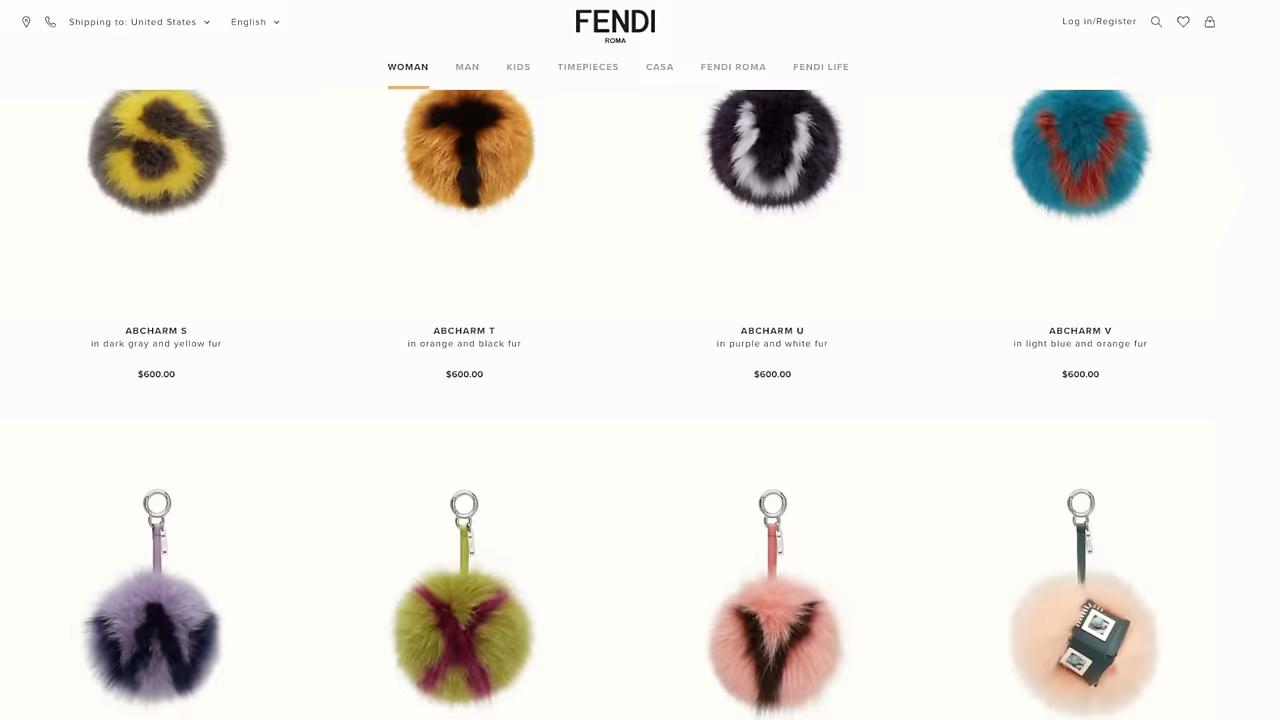 Shipping to: United States
English
FENDI
ROMA
Log in/Register
WOMAN
MAN
KIDS
TIMEPIECES
CASA
FENDI ROMA
FENDI LIFE
S
T
U
V
ABCHARM S
in dark gray and yellow fur
$600.00
ABCHARM T
in orange and black fur
$600.00
ABCHARM U
in purple and white fur
$600.00
ABCHARM V
in light blue and orange fur
$600.00
W
X
Y